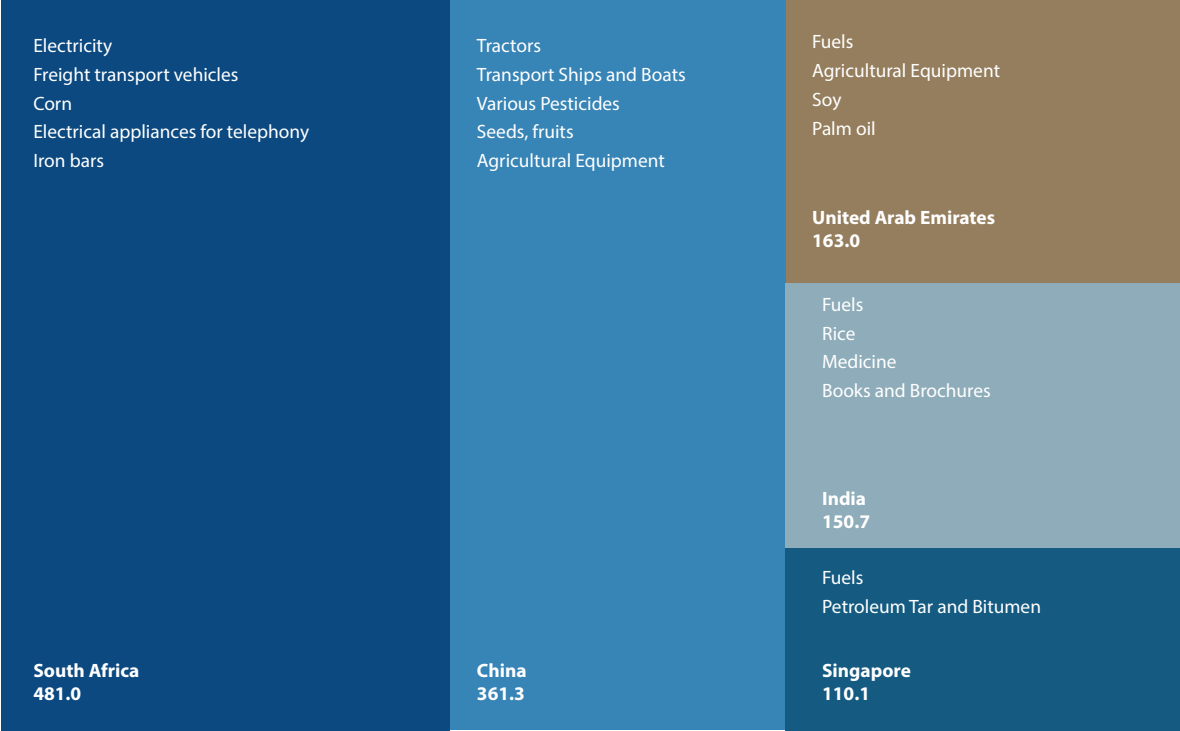 Electricity
Freight transport vehicles
Corn
Electrical appliances for telephony
Iron bars
South Africa
481.0
Tractors
Transport Ships and Boats
Various Pesticides
Seeds, fruits
Agricultural Equipment
China
361.3
Fuels
Agricultural Equipment
Soy
Palm oil
United Arab Emirates
163.0
Fuels
Rice
Medicine
Books and Brochures
India
150.7
Fuels
Petroleum Tar and Bitumen
Singapore
110.1